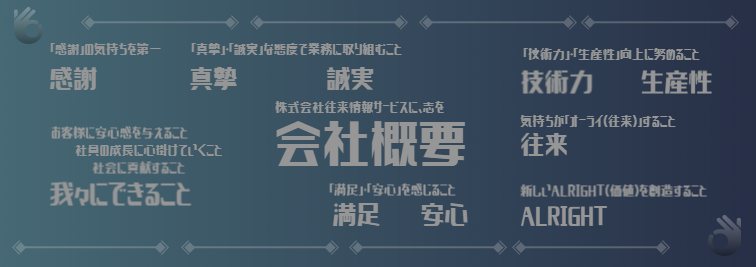 「感謝」の気持ちを第一
感謝
「真摯」・「誠実」な態度で業務に取り組むこと
真摯　誠実
「技術力」・「生産性」向上に努めること
技術力　生産性
株式会社往来情報サービスに、志を
会社概要
お客様に安心感を与えること
社員の成長に心掛けていくこと
社会に貢献すること
我々にできること
気持ちが「オーライ(往来)」すること
往来
「満足」・「安心」を感じること
満足　安心
新しいALRIGHT(価値)を創造すること
ALRIGHT